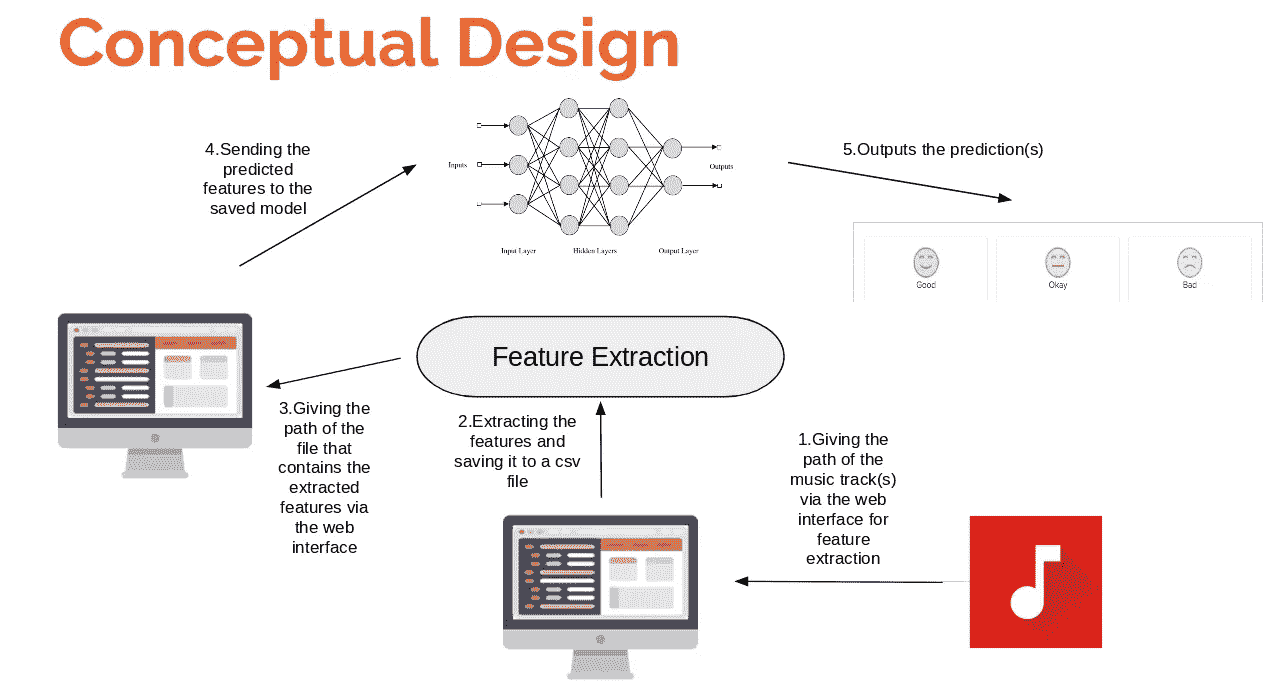 Conceptual Design
4.Sending the
predicted
features to the
saved model
Inputs
Outputs
Input Layer
Hidden Layers
Output Layer
5.Outputs the prediction(s)
Good
Okay
Bad
Feature Extraction
3.Giving the
path of the
file that
contains the
extracted
features via
the web
interface
2.Extracting the
features and
saving it to a csv
file
1.Giving the
path of the
music track(s)
via the web
interface for
feature
extraction